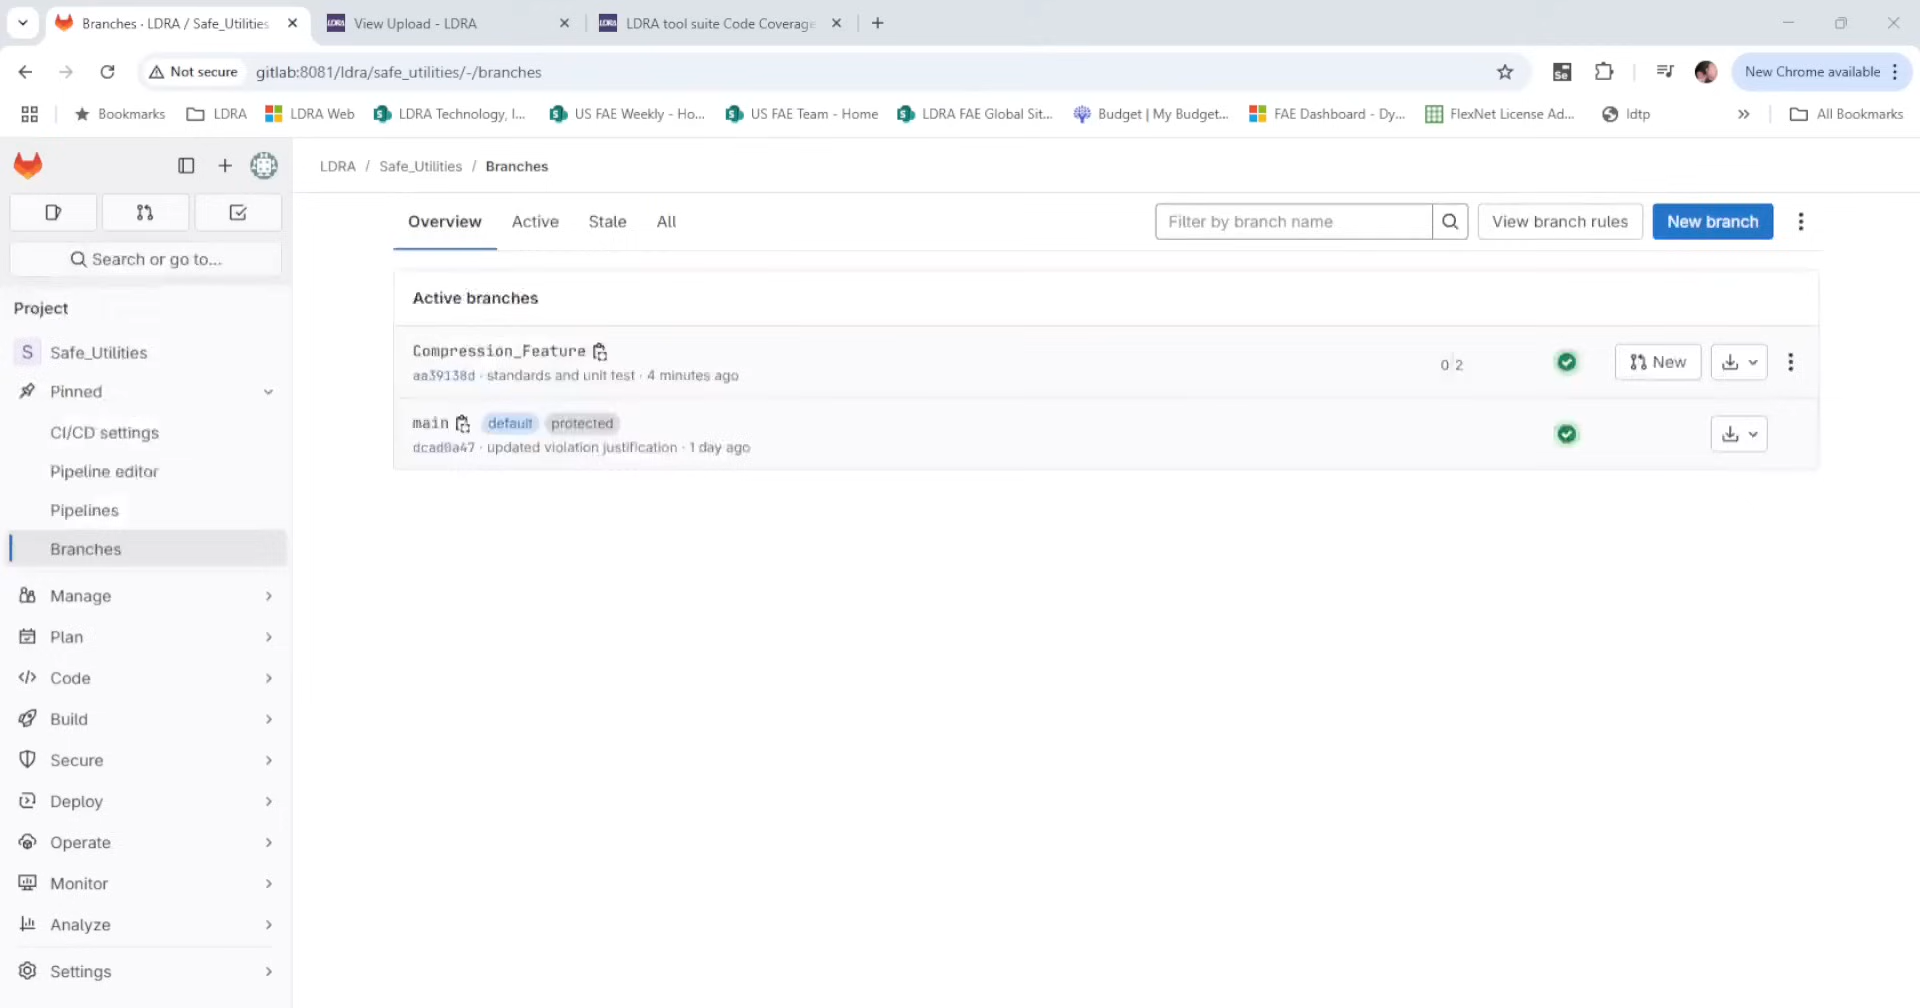 Branches · LDRA / Safe_Utilities
View Upload - LDRA
LDRA tool suite Code Coverage
Not secure
gitlab:8081/ldra/safe_utilities/-/branches
New Chrome available
Bookmarks
LDRA
LDRA Web
LDRA Technology, I...
US FAE Weekly - Ho...
US FAE Team - Home
LDRA FAE Global Sit...
Budget | My Budget...
FAE Dashboard - Dy...
FlexNet License Ad...
ldtp
All Bookmarks
LDRA / Safe_Utilities / Branches
Search or go to...
Project
S Safe_Utilities
Pinned
CI/CD settings
Pipeline editor
Pipelines
Branches
Manage
Plan
Code
Build
Secure
Deploy
Operate
Monitor
Analyze
Settings
Overview
Active
Stale
All
Filter by branch name
View branch rules
New branch
Active branches
Compression_Feature
aa39138d · standards and unit test · 4 minutes ago
0 2
New
main default protected
dcad0a47 · updated violation justification · 1 day ago